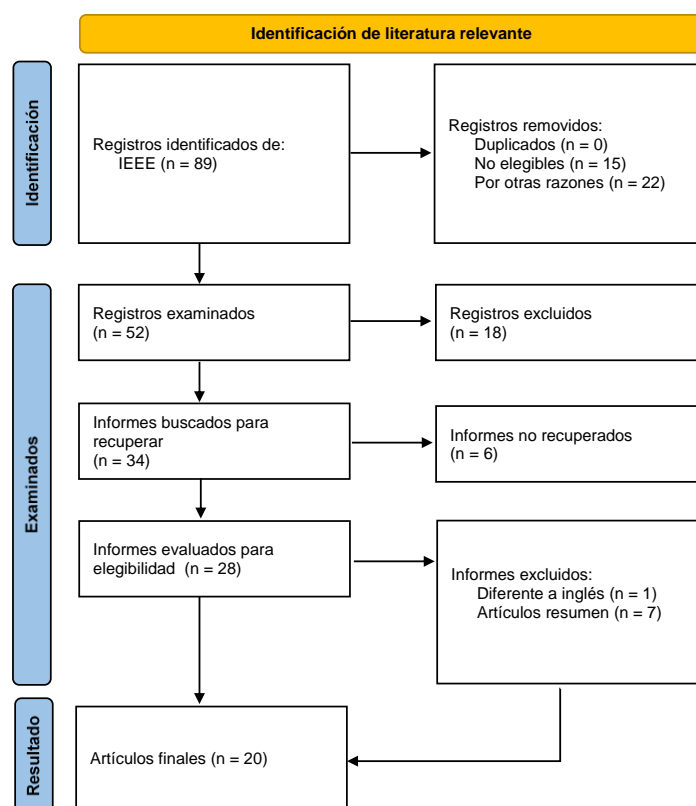 Identificación de literatura relevante
Identificación
Registros identificados de:
IEEE (n = 89)
Registros removidos:
Duplicados (n = 0)
No elegibles (n = 15)
Por otras razones (n = 22)
Examinados
Registros examinados
(n = 52)
Registros excluidos
(n = 18)
Informes buscados para
recuperar
(n = 34)
Informes no recuperados
(n = 6)
Informes evaluados para
elegibilidad (n = 28)
Informes excluidos:
Diferente a inglés (n = 1)
Artículos resumen (n = 7)
Resultado
Artículos finales (n = 20)